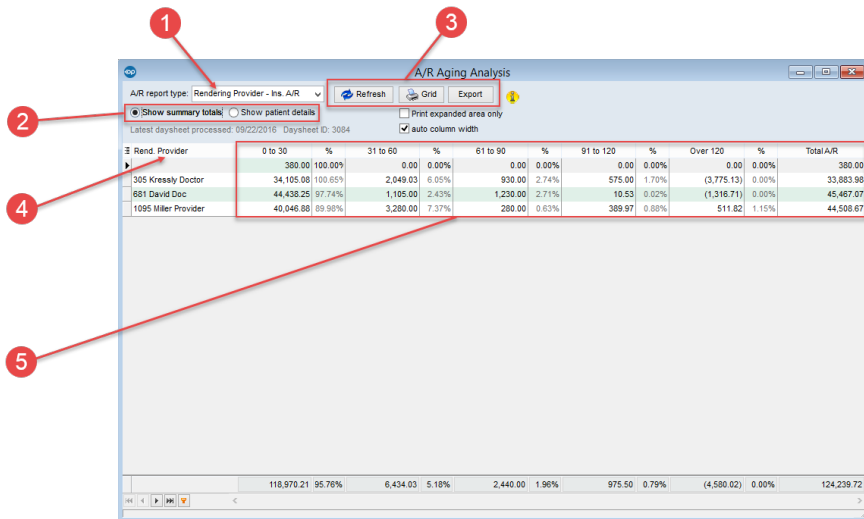 1
3
2
4
5
op
A/R Aging Analysis
A/R report type: Rendering Provider - Ins. A/R Refresh Grid Export
Show summary totals Show patient details Print expanded area only
Latest daysheet processed: 09/22/2016 Daysheet ID: 3084 auto column width
Rend. Provider 0 to 30 % 31 to 60 % 61 to 90 % 91 to 120 % Over 120 % Total A/R
380.00 100.00% 0.00 0.00% 0.00 0.00% 0.00 0.00% 0.00 0.00% 380.00
305 Kressly Doctor 34,105.08 100.65% 2,049.03 6.05% 930.00 2.74% 575.00 1.70% (3,775.13) 0.00% 33,883.98
681 David Doc 44,438.25 97.74% 1,105.00 2.43% 1,230.00 2.71% 10.53 0.02% (1,316.71) 0.00% 45,467.07
1095 Miller Provider 40,046.88 89.98% 3,280.00 7.37% 280.00 0.63% 389.97 0.88% 511.82 1.15% 44,508.67
118,970.21 95.76% 6,434.03 5.18% 2,440.00 1.96% 975.50 0.79% (4,580.02) 0.00% 124,239.72